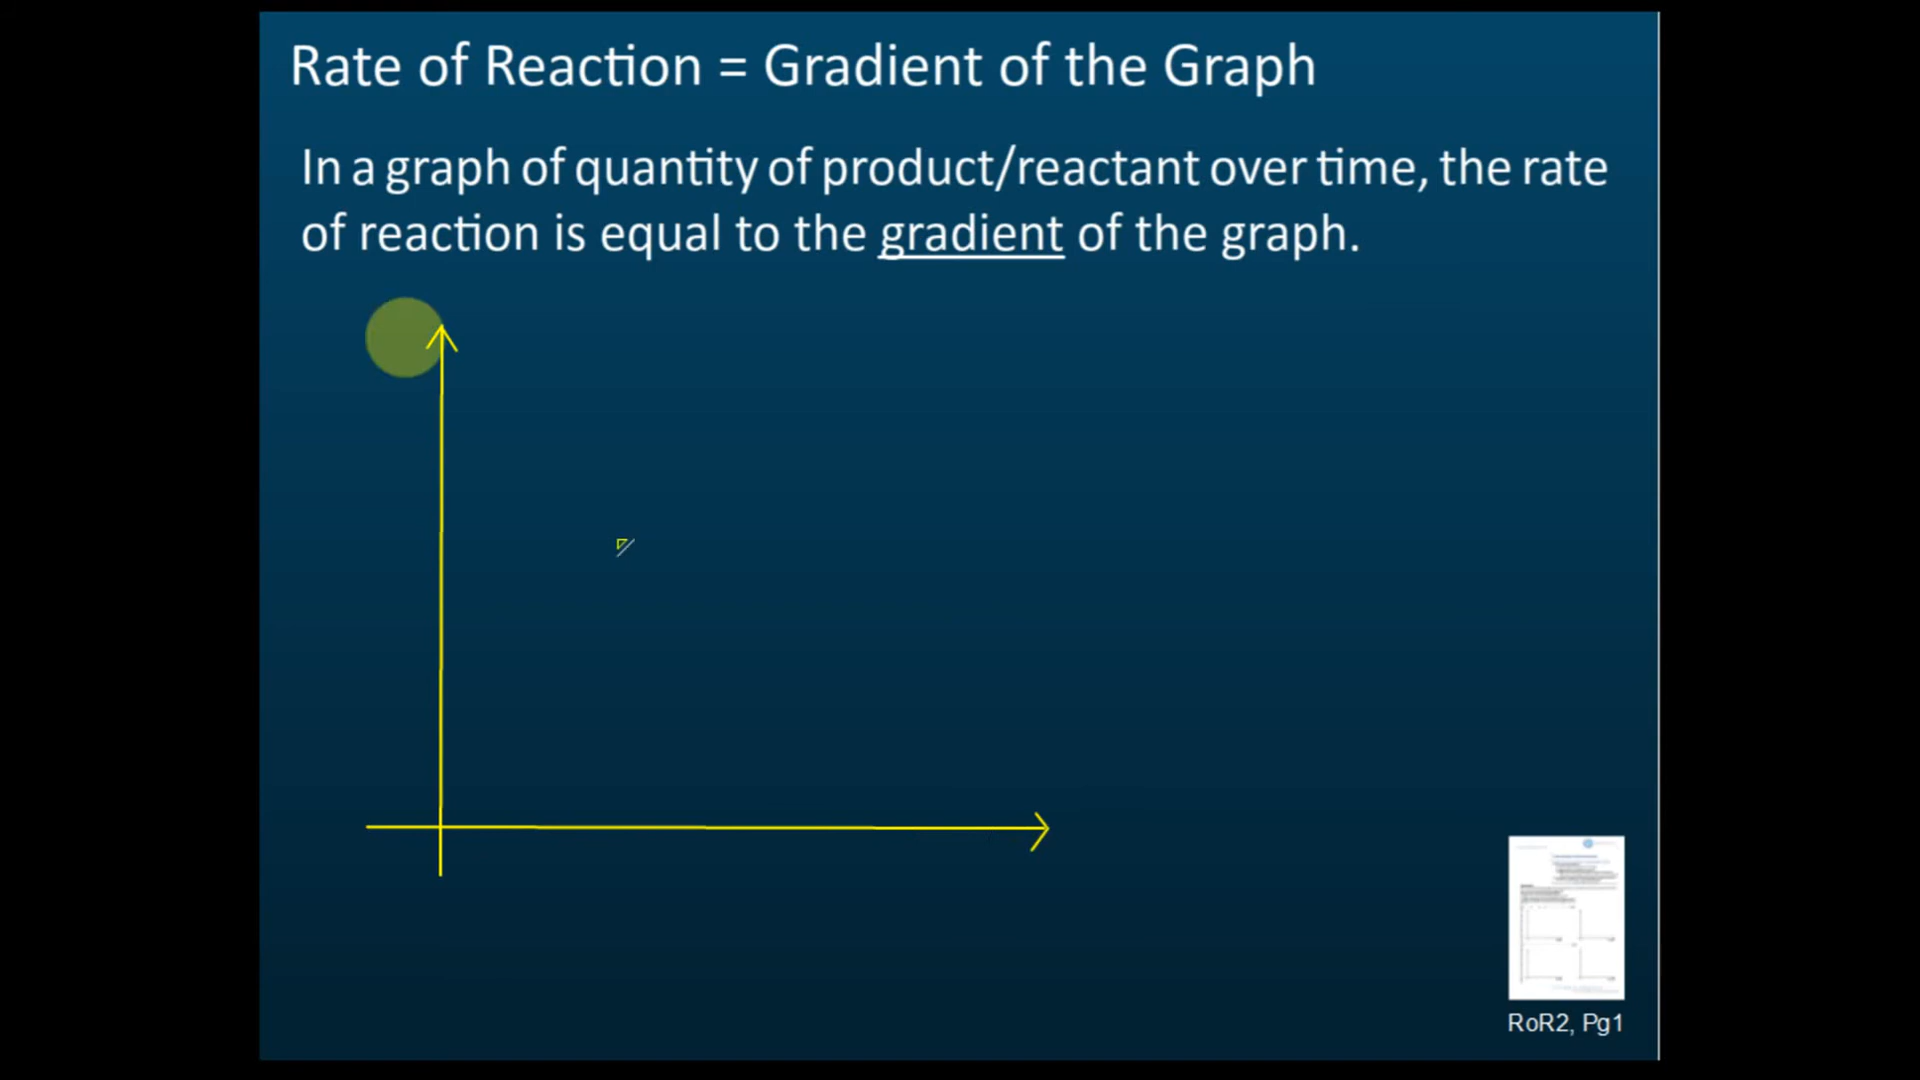 Rate of Reaction = Gradient of the Graph
In a graph of quantity of product/reactant over time, the rate
of reaction is equal to the gradient of the graph.
RoR2, Pg1